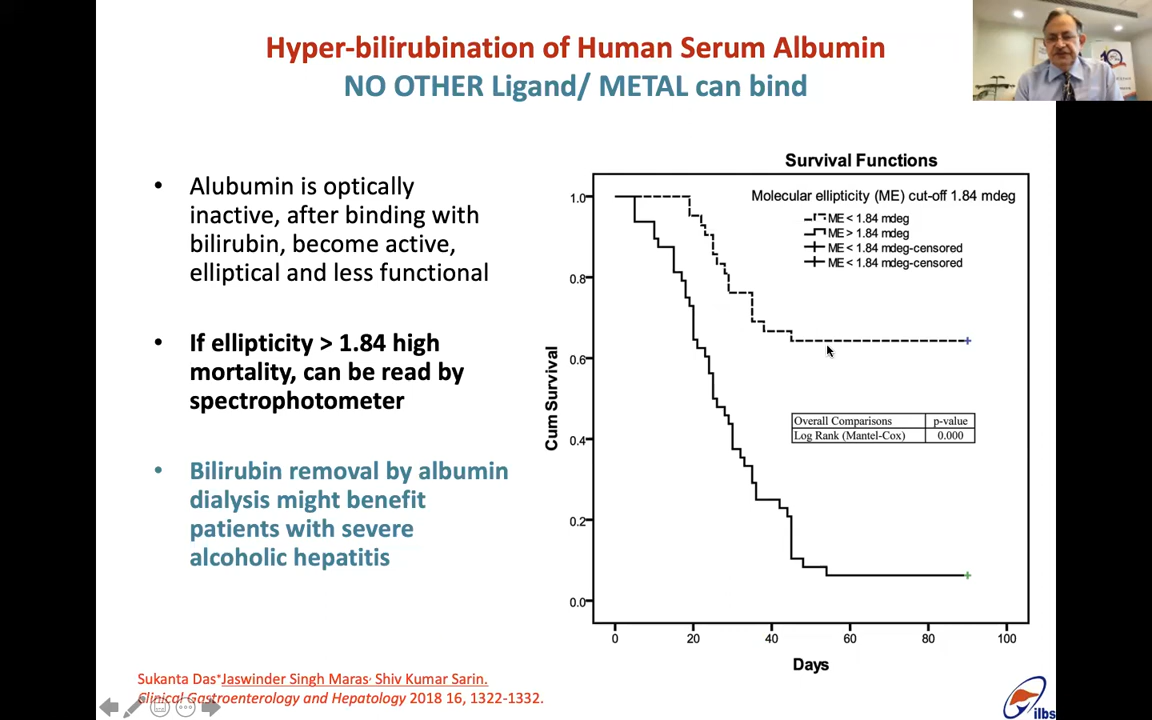 Hyper-bilirubination of Human Serum Albumin
NO OTHER Ligand/ METAL can bind
• Alubumin is optically
inactive, after binding with
bilirubin, become active,
elliptical and less functional
• If ellipticity > 1.84 high
mortality, can be read by
spectrophotometer
• Bilirubin removal by albumin
dialysis might benefit
patients with severe
alcoholic hepatitis
Sukanta Das*Jaswinder Singh Maras, Shiv Kumar Sarin.
Clinical Gastroenterology and Hepatology 2018 16, 1322-1332.
Survival Functions
Molecular ellipticity (ME) cut-off 1.84 mdeg
ME < 1.84 mdeg
ME > 1.84 mdeg
ME < 1.84 mdeg-censored
ME < 1.84 mdeg-censored
Cum Survival
1.0
0.8
0.6
0.4
0.2
0.0
Overall Comparisons p-value
Log Rank (Mantel-Cox) 0.000
0 20 40 60 80 100
Days
ilbs